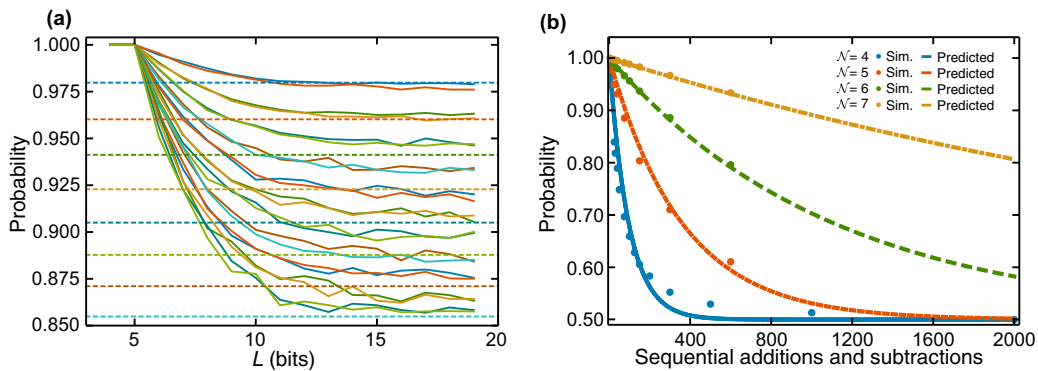 (a)
1.000
0.975
0.950
0.925
0.900
0.875
0.850
Probability
5
10
15
20
L (bits)
(b)
1.00
0.90
0.80
0.70
0.60
0.50
Probability
0
400
800
1200
1600
2000
Sequential additions and subtractions
𝒩 = 4 Sim. Predicted
𝒩 = 5 Sim. Predicted
𝒩 = 6 Sim. Predicted
𝒩 = 7 Sim. Predicted